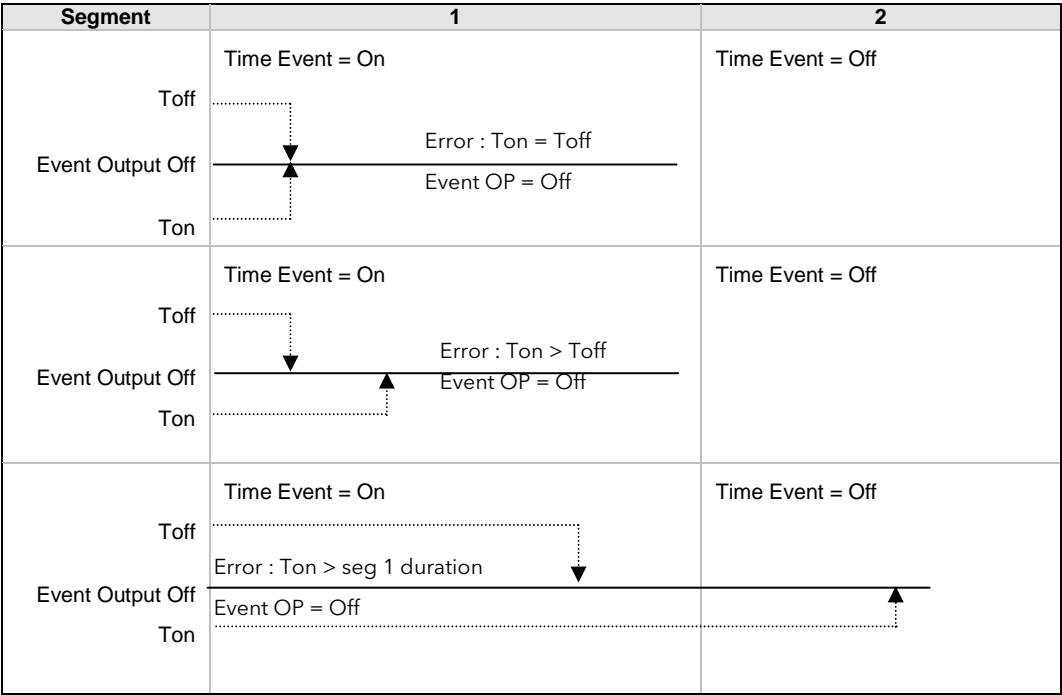 Segment 1 2
Time Event = On Time Event = Off
Toff
Error : Ton = Toff
Event Output Off
Event OP = Off
Ton
Time Event = On Time Event = Off
Toff
Error : Ton > Toff
Event Output Off
Event OP = Off
Ton
Time Event = On Time Event = Off
Toff
Error : Ton > seg 1 duration
Event Output Off
Event OP = Off
Ton